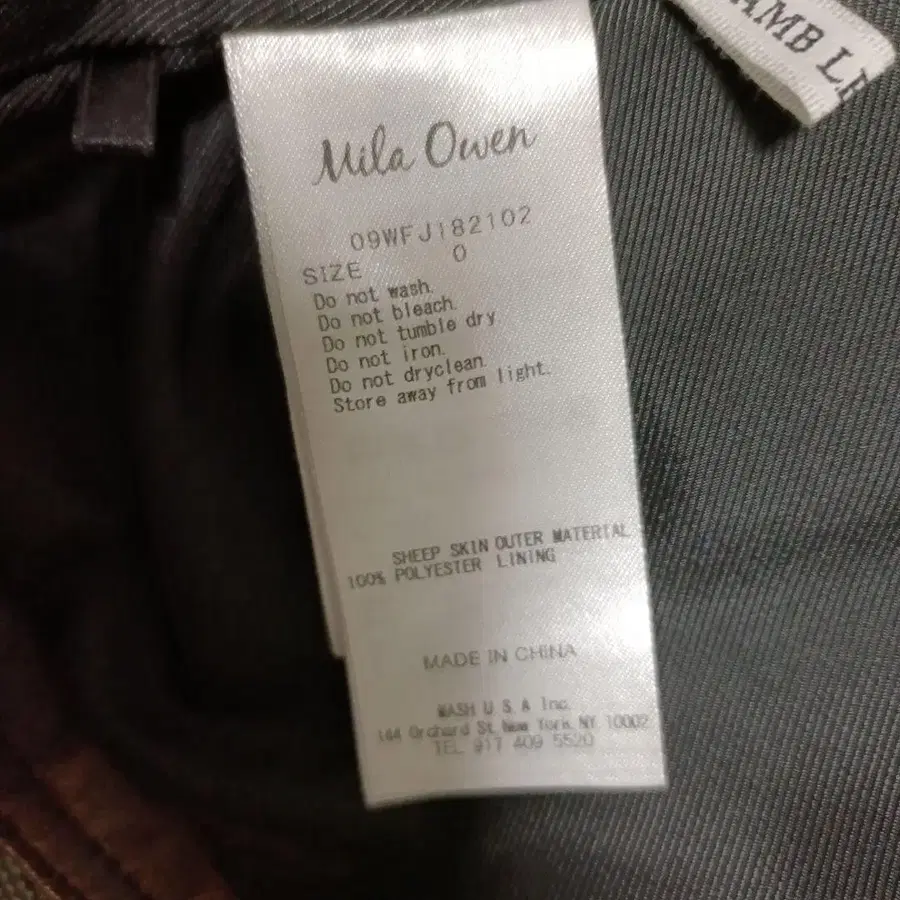 AMB LE
Mila Owen
09WFJ182102
SIZE 0
Do not wash.
Do not bleach.
Do not tumble dry
Do not iron.
Do not dryclean.
Store away from light.
SHEEP SKIN OUTER MATERIAL
100% POLYESTER LINING
MADE IN CHINA
MASH U.S.A Inc.
144 Orchard St. New York. NY 10002
TEL 917 409 5520